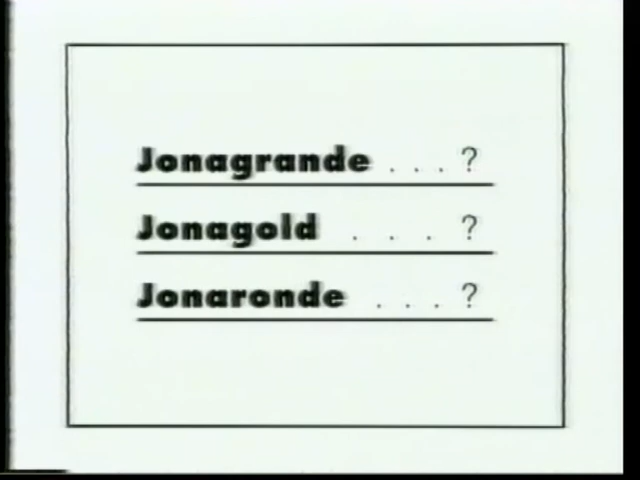 Jonagrande . . . ?
Jonagold . . . ?
Jonaronde . . . ?